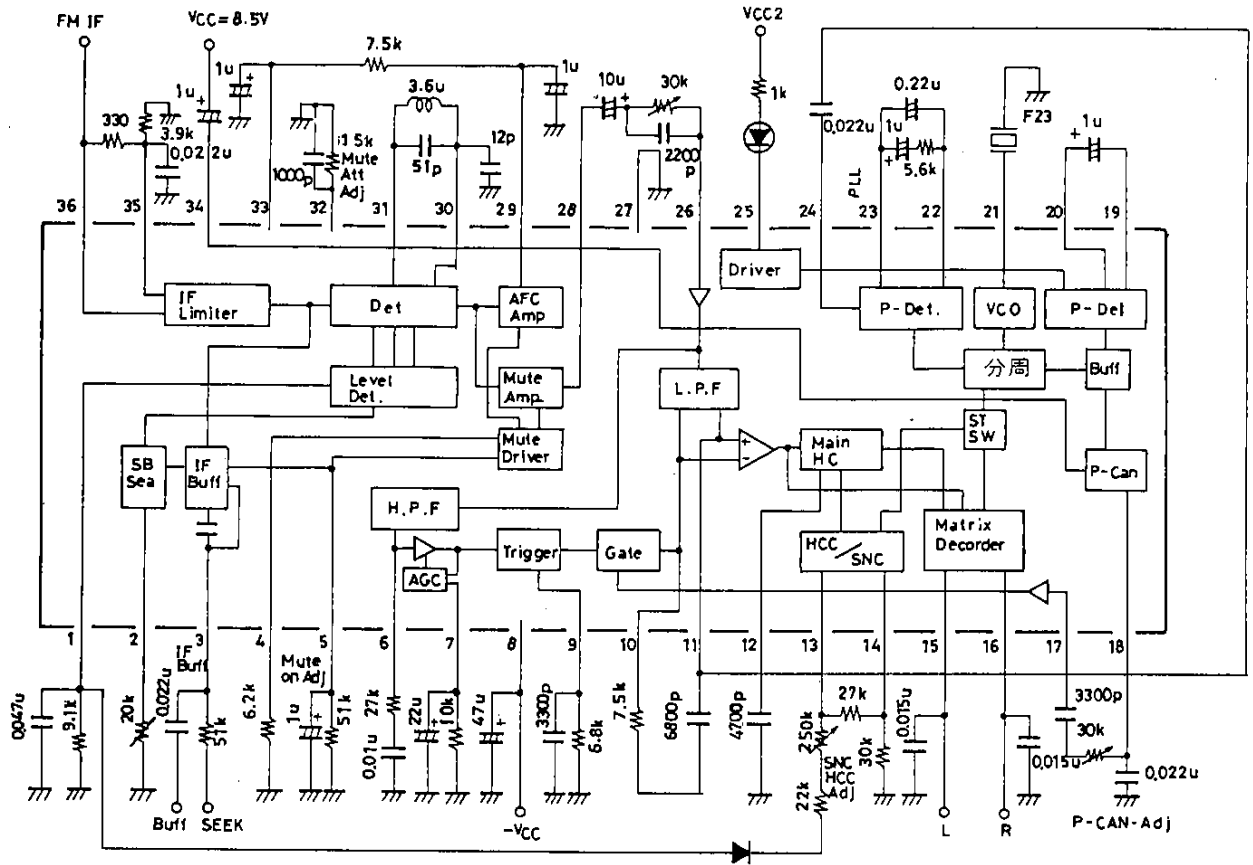 FM IF
VCC=8.5V
VCC2
7.5k
1u
1u
1u
3.6u
10u
30k
1k
0.022u
0.22u
1u
5.6k
F23
1u
330
3.9k
0.022u
1000p
1.5k
Mute
Att
Adj
51p
12p
2200
p
PLL
36
35
34
33
32
31
30
29
28
27
26
25
24
23
22
21
20
19
IF
Limiter
Det
AFC
Amp
Driver
P-Det.
VCO
P-Det
Level
Det.
Mute
Amp
L.P.F
分周
Buff
Mute
Driver
ST
SW
SB
Sea
IF
Buff
+
-
Main
HC
P-Can
H.P.F
AGC
Trigger
Gate
HCC
/SNC
Matrix
Decorder
1
2
3
4
5
6
7
8
9
10
11
12
13
14
15
16
17
18
IF
Buff
Mute
on Adj
0.047u
9.1k
20k
0.022u
51k
6.2k
1u
51k
27k
0.01u
22u
10k
47u
3300p
6.8k
7.5k
6800p
4700p
27k
250k
SNC
HCC
Adj
22k
30k
0.015u
0.015u
3300p
30k
0.022u
Buff
SEEK
-VCC
L
R
P-CAN-Adj